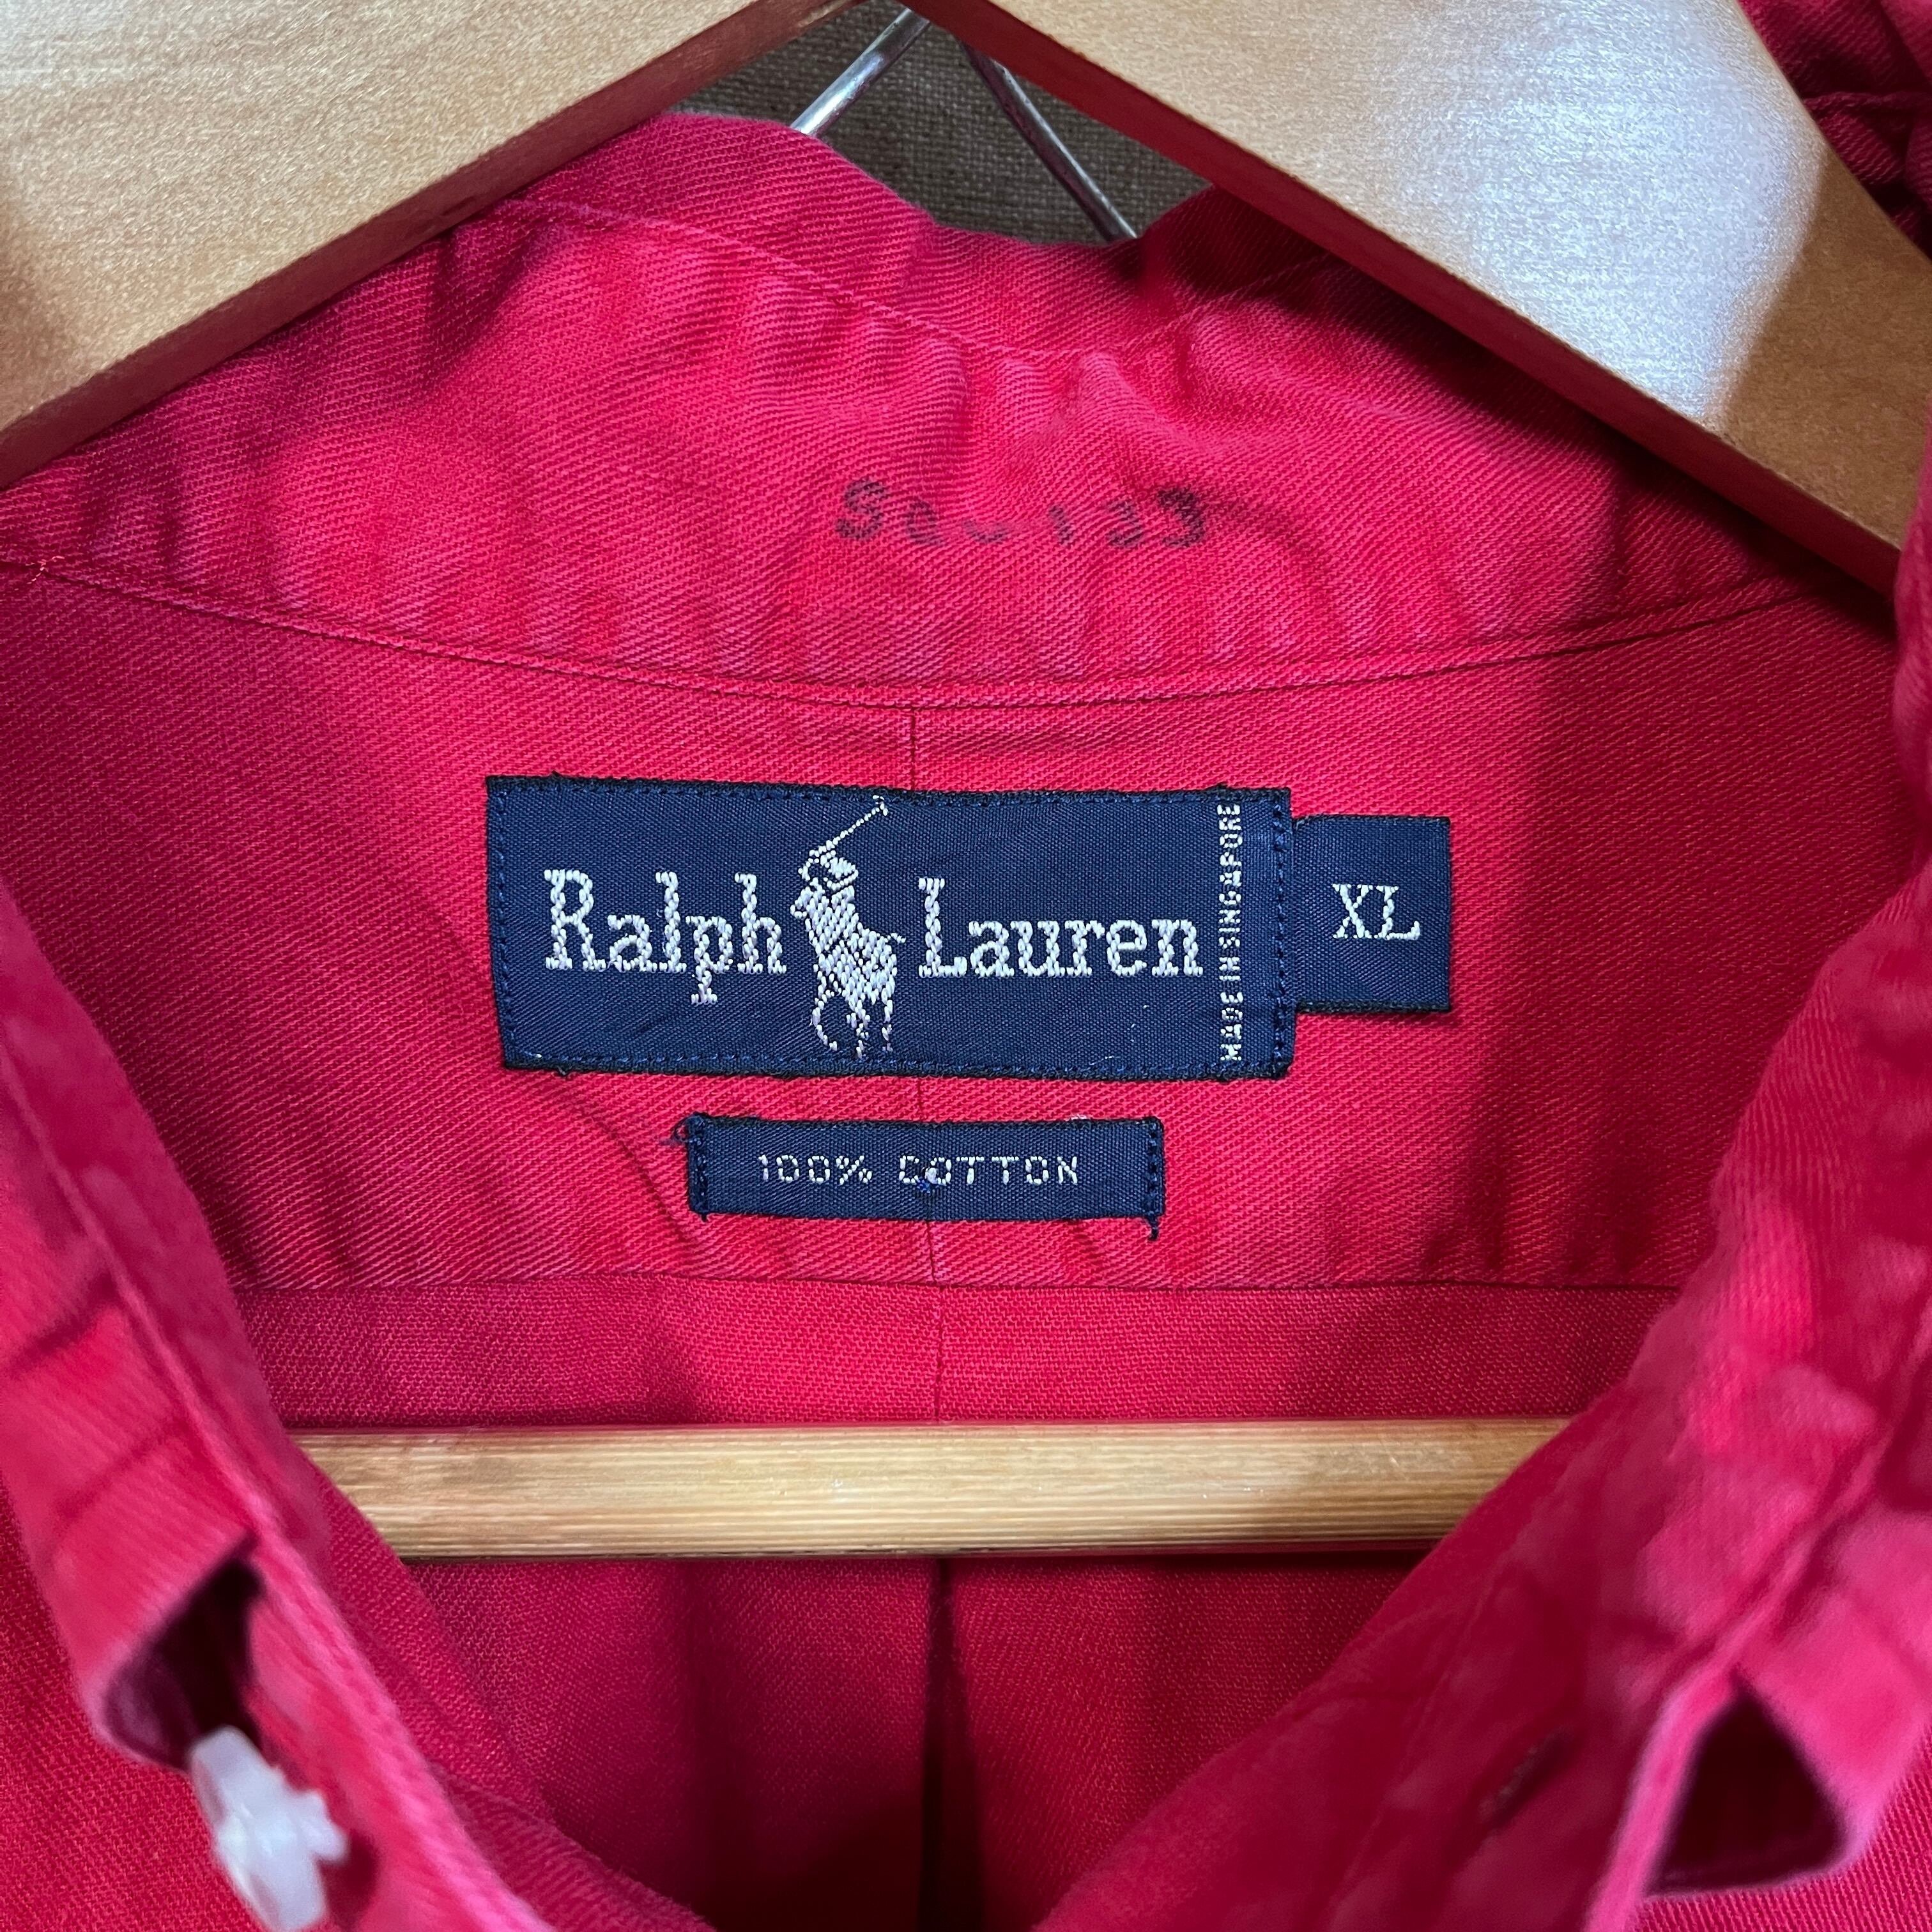 Ralph Lauren
MADE IN SINGAPORE
XL
100% COTTON